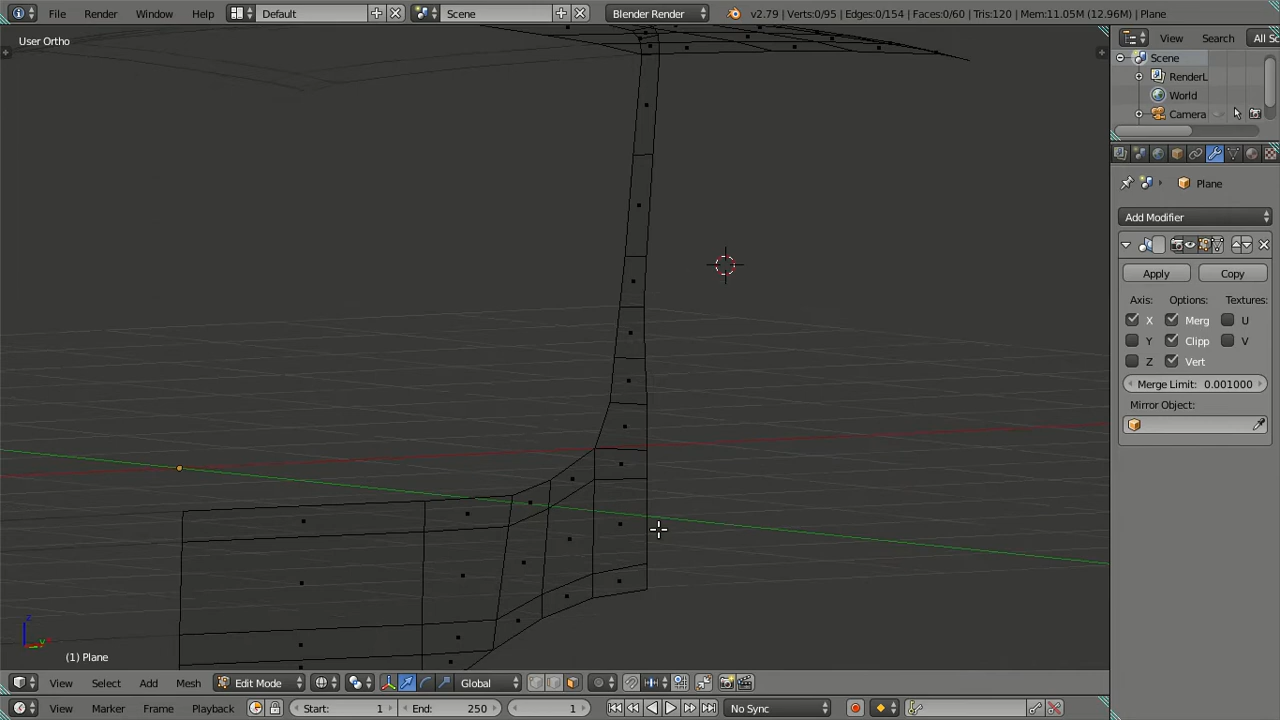 File Render Window Help Default Scene Blender Render v2.79 | Verts:0/95 | Edges:0/154 | Faces:0/60 | Tris:120 | Mem:11.05M (12.96M) | Plane
User Ortho
View Search All Sc
Scene
RenderL
World
Camera
Plane
Add Modifier
Apply Copy
Axis: Options: Textures:
X Merg U
Y Clipp V
Z Vert
Merge Limit: 0.001000
Mirror Object:
z
y
(1) Plane
View Select Add Mesh Edit Mode Global
View Marker Frame Playback Start: 1 End: 250 1 No Sync